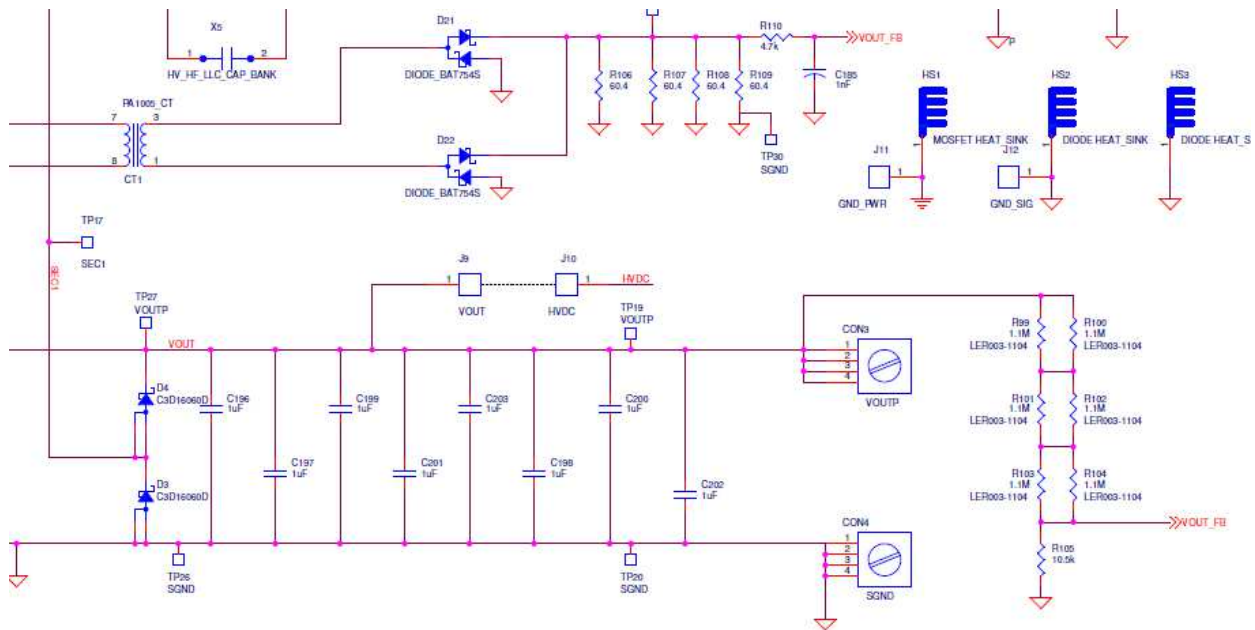 X5
1
2
HV_HF_LLC_CAP_BANK
D21
DIODE_BAT754S
R106
60.4
R107
60.4
R108
60.4
R109
60.4
R110
4.7k
VOUT_FB
C185
1nF
TP30
SGND
P
HS1
1
MOSFET HEAT_SINK
HS2
1
DIODE HEAT_SINK
HS3
1
DIODE HEAT_S
J11
1
GND_PWR
J12
1
GND_SIG
PA1005_CT
7
3
8
1
CT1
D22
DIODE_BAT754S
TP17
SEC1
SEC1
J9
1
VOUT
J10
1
HVDC
HVDC
TP27
VOUTP
VOUT
TP19
VOUTP
D4
C3D16060D
D3
C3D16060D
C196
1uF
C197
1uF
C199
1uF
C201
1uF
C203
1uF
C198
1uF
C200
1uF
C202
1uF
CON3
1
2
3
4
VOUTP
R99
1.1M
LER003-1104
R100
1.1M
LER003-1104
R101
1.1M
LER003-1104
R102
1.1M
LER003-1104
R103
1.1M
LER003-1104
R104
1.1M
LER003-1104
VOUT_FB
R105
10.5k
TP26
SGND
TP20
SGND
CON4
1
2
3
4
SGND